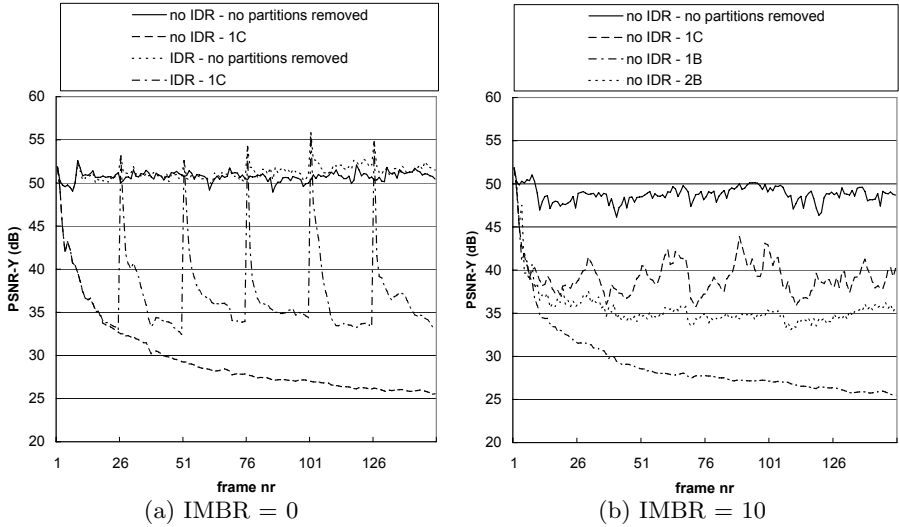 no IDR - no partitions removed
no IDR - 1C
IDR - no partitions removed
IDR - 1C
60
55
50
45
40
35
30
25
20
PSNR-Y (dB)
1 26 51 76 101 126
frame nr
(a) IMBR = 0
no IDR - no partitions removed
no IDR - 1C
no IDR - 1B
no IDR - 2B
60
55
50
45
40
35
30
25
20
PSNR-Y (dB)
1 26 51 76 101 126
frame nr
(b) IMBR = 10